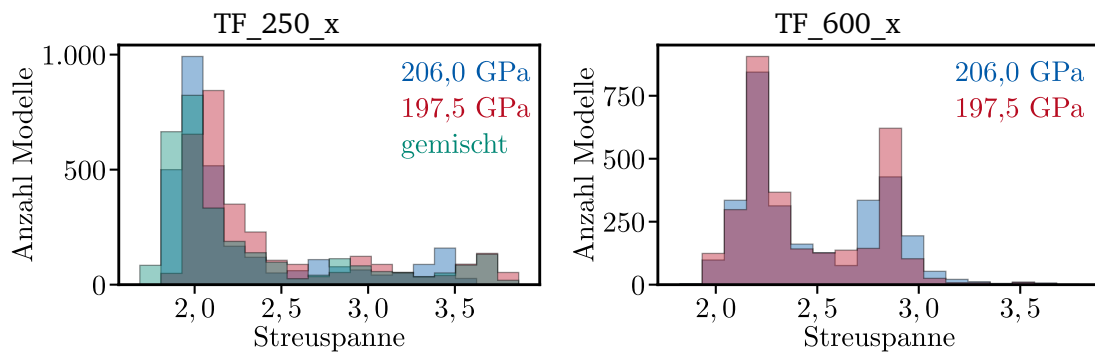 TF_250_x
1.000
500
0
Anzahl Modelle
206,0 GPa
197,5 GPa
gemischt
2,0 2,5 3,0 3,5
Streuspanne
TF_600_x
750
500
250
0
Anzahl Modelle
206,0 GPa
197,5 GPa
2,0 2,5 3,0 3,5
Streuspanne